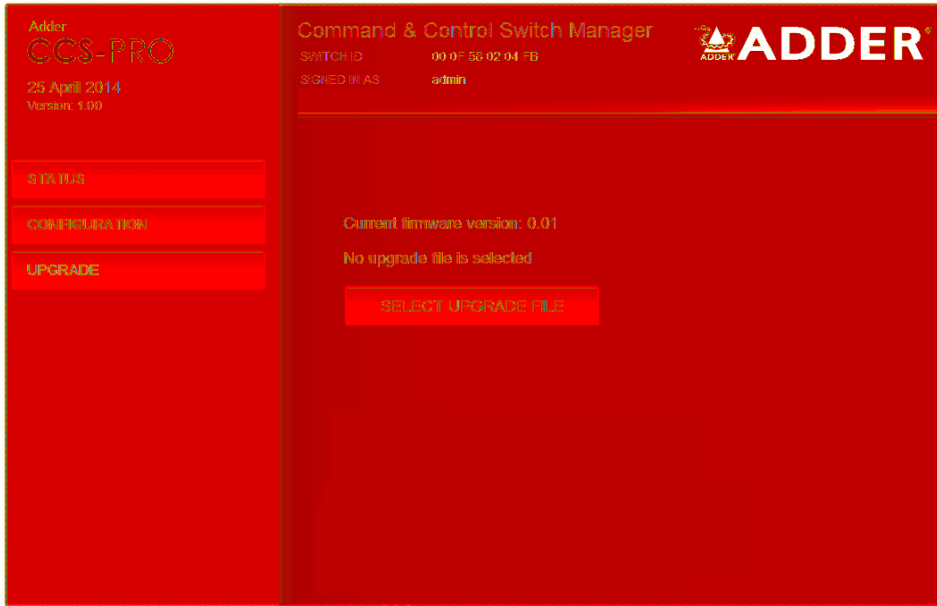 Adder
CCS-PRO
25 April 2014
Version: 1.00
STATUS
CONFIGURATION
UPGRADE
Command & Control Switch Manager
SWITCH ID : 00 0F 58 02 04 FB
SIGNED IN AS : admin
ADDER
ADDER®
Current firmware version: 0.01
No upgrade file is selected
SELECT UPGRADE FILE